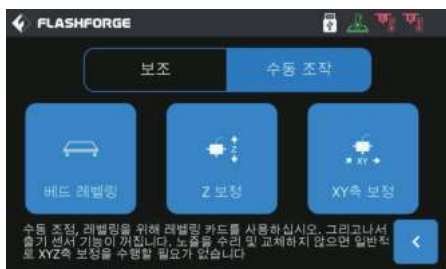 FLASHFORGE
보조
수동 조작
베드 레벨링
Z 보정
XY축 보정
수동 조정, 레벨링을 위해 레벨링 카드를 사용하십시오. 그리고나서
즐기 센서 기능이 꺼집니다. 노즐을 수리 및 교체하지 않으면 일반적
로 XYZ축 보정을 수행할 필요가 없습니다